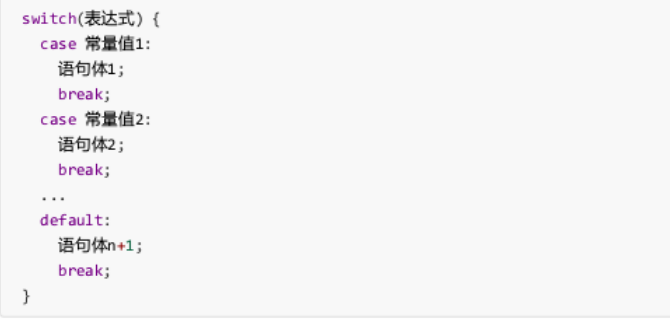 switch(表达式) {
case 常量值1:
语句体1;
break;
case 常量值2:
语句体2;
break;
...
default:
语句体n+1;
break;
}